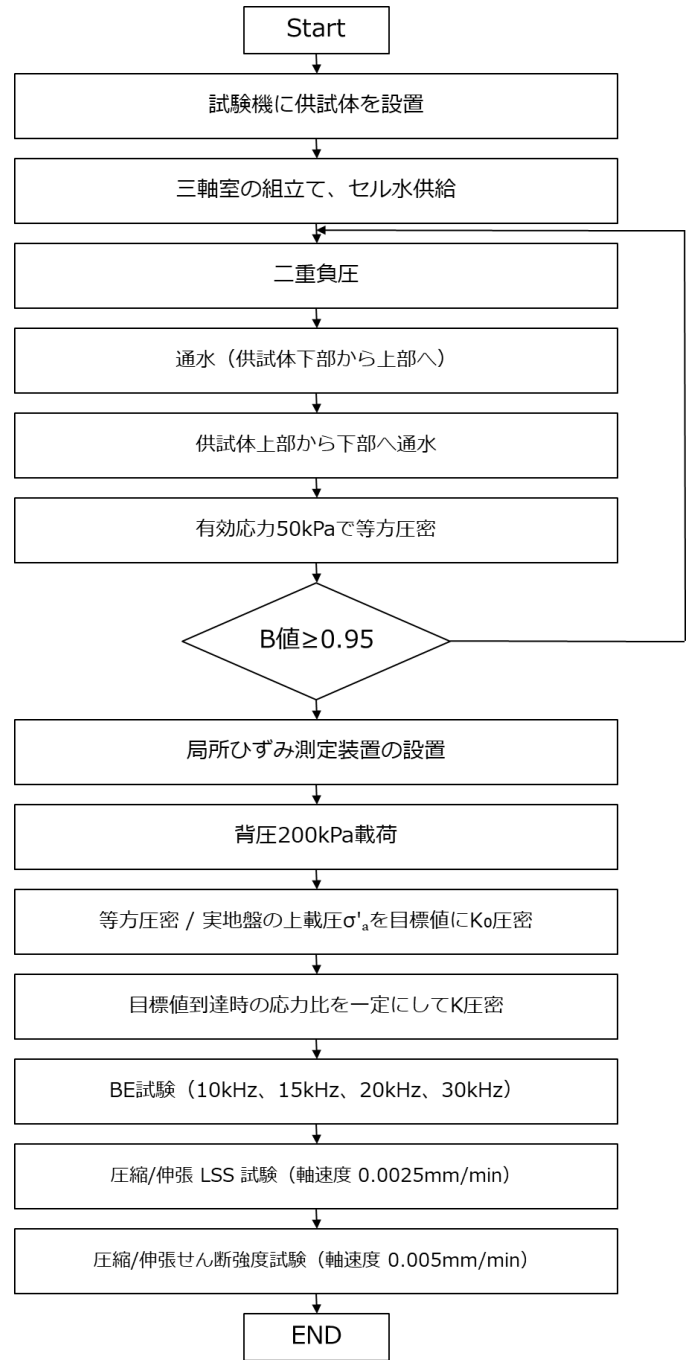 Start
試験機に供試体を設置
三軸室の組立て、セル水供給
二重負圧
通水（供試体下部から上部へ）
供試体上部から下部へ通水
有効応力50kPaで等方圧密
B値≥0.95
局所ひずみ測定装置の設置
背圧200kPa載荷
等方圧密 / 実地盤の上載圧σ'ₐを目標値にK₀圧密
目標値到達時の応力比を一定にしてK圧密
BE試験（10kHz、15kHz、20kHz、30kHz）
圧縮/伸張 LSS 試験（軸速度 0.0025mm/min）
圧縮/伸張せん断強度試験（軸速度 0.005mm/min）
END